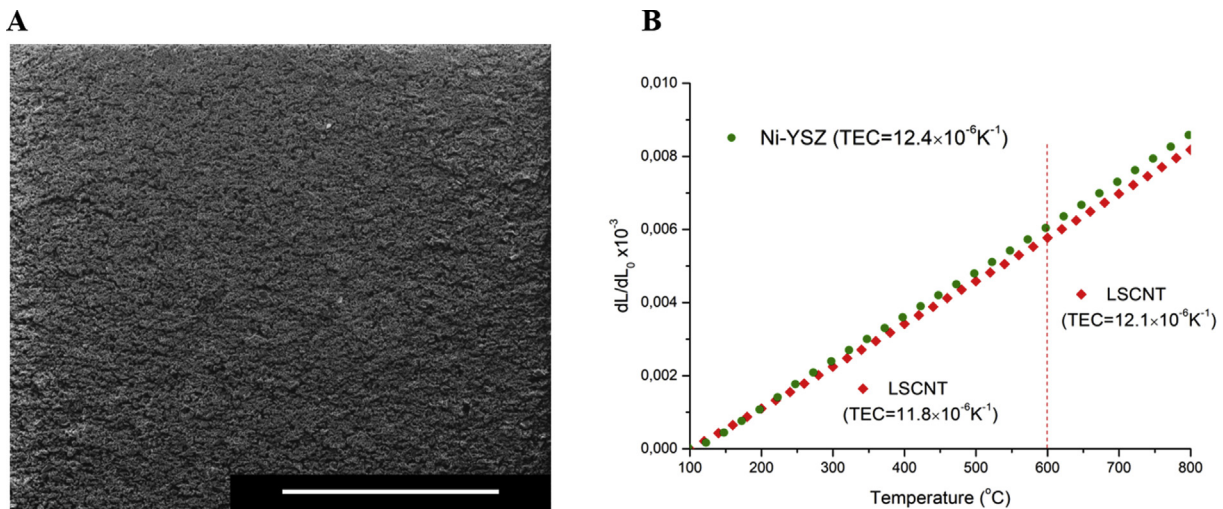 A
B
0,010
0,008
0,006
0,004
0,002
0,000
dL/dL₀ x10⁻³
Ni-YSZ (TEC=12.4×10⁻⁶K⁻¹)
LSCNT
(TEC=12.1×10⁻⁶K⁻¹)
LSCNT
(TEC=11.8×10⁻⁶K⁻¹)
100 200 300 400 500 600 700 800
Temperature (°C)